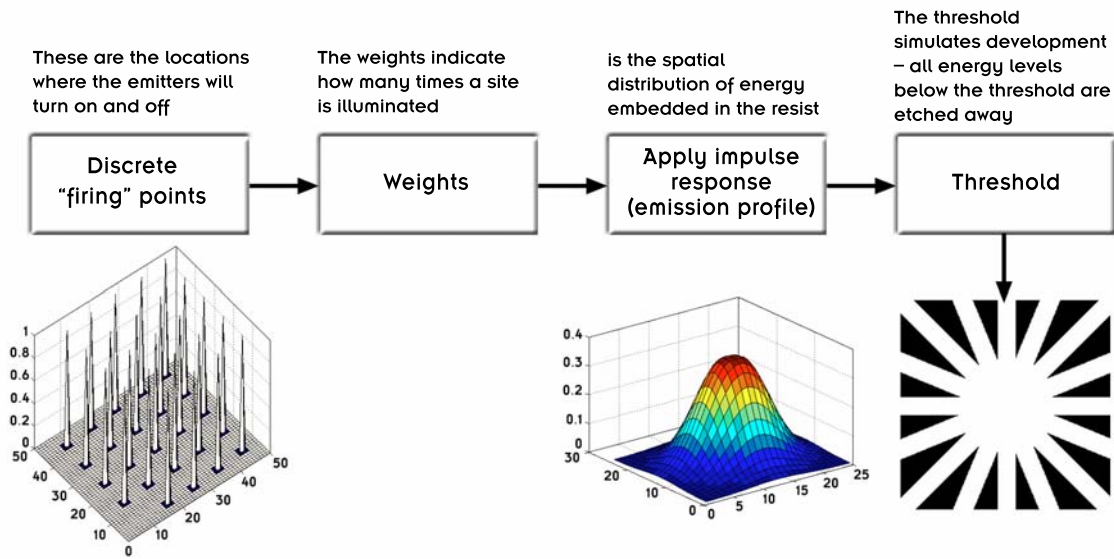 These are the locations
where the emitters will
turn on and off
The weights indicate
how many times a site
is illuminated
is the spatial
distribution of energy
embedded in the resist
The threshold
simulates development
– all energy levels
below the threshold are
etched away
Discrete
“firing” points
Weights
Apply impulse
response
(emission profile)
Threshold
1
0.8
0.6
0.4
0.2
0
50
40
30
20
10
0
10
20
30
40
50
0.4
0.3
0.2
0.1
0
30
20
10
0
0
5
10
15
20
25